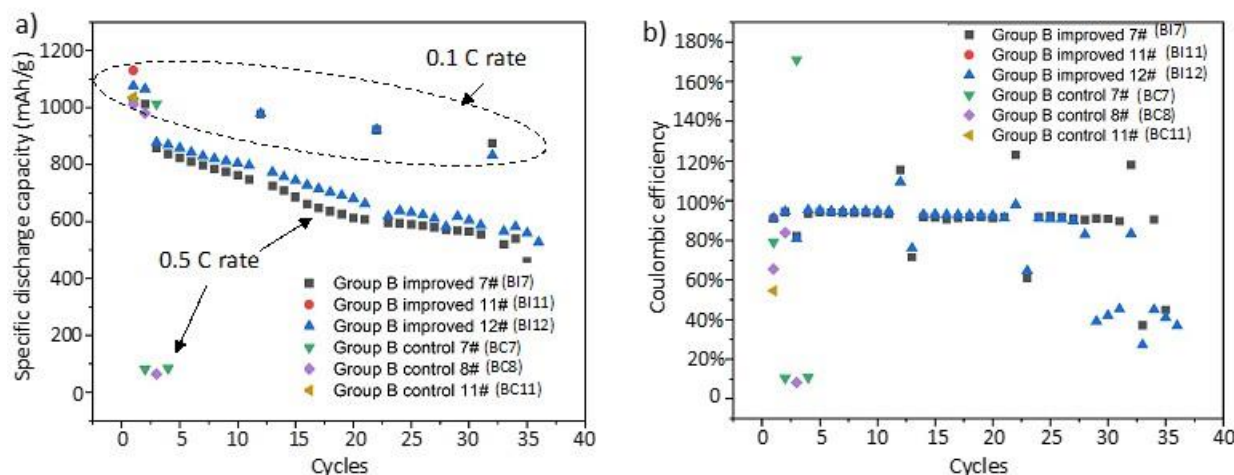 a)
Specific discharge capacity (mAh/g)
1200
1000
800
600
400
200
0
0.1 C rate
0.5 C rate
Group B improved 7# (BI7)
Group B improved 11# (BI11)
Group B improved 12# (BI12)
Group B control 7# (BC7)
Group B control 8# (BC8)
Group B control 11# (BC11)
0 5 10 15 20 25 30 35 40
Cycles
b)
Coulombic efficiency
180%
160%
140%
120%
100%
80%
60%
40%
20%
0
Group B improved 7# (BI7)
Group B improved 11# (BI11)
Group B improved 12# (BI12)
Group B control 7# (BC7)
Group B control 8# (BC8)
Group B control 11# (BC11)
0 5 10 15 20 25 30 35 40
Cycles